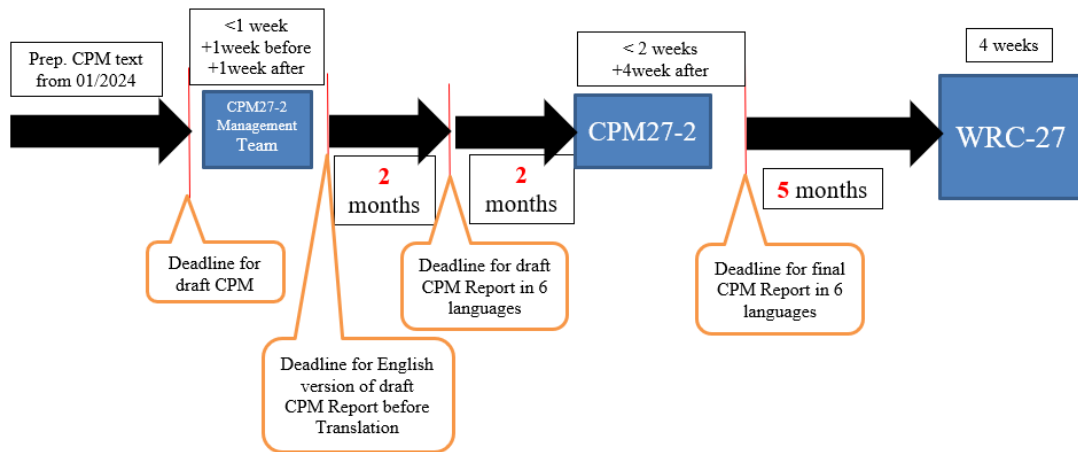 Prep. CPM text
from 01/2024
<1 week
+1week before
+1week after
CPM27-2
Management
Team
2
months
2
months
< 2 weeks
+4week after
CPM27-2
5 months
4 weeks
WRC-27
Deadline for
draft CPM
Deadline for English
version of draft
CPM Report before
Translation
Deadline for draft
CPM Report in 6
languages
Deadline for final
CPM Report in 6
languages